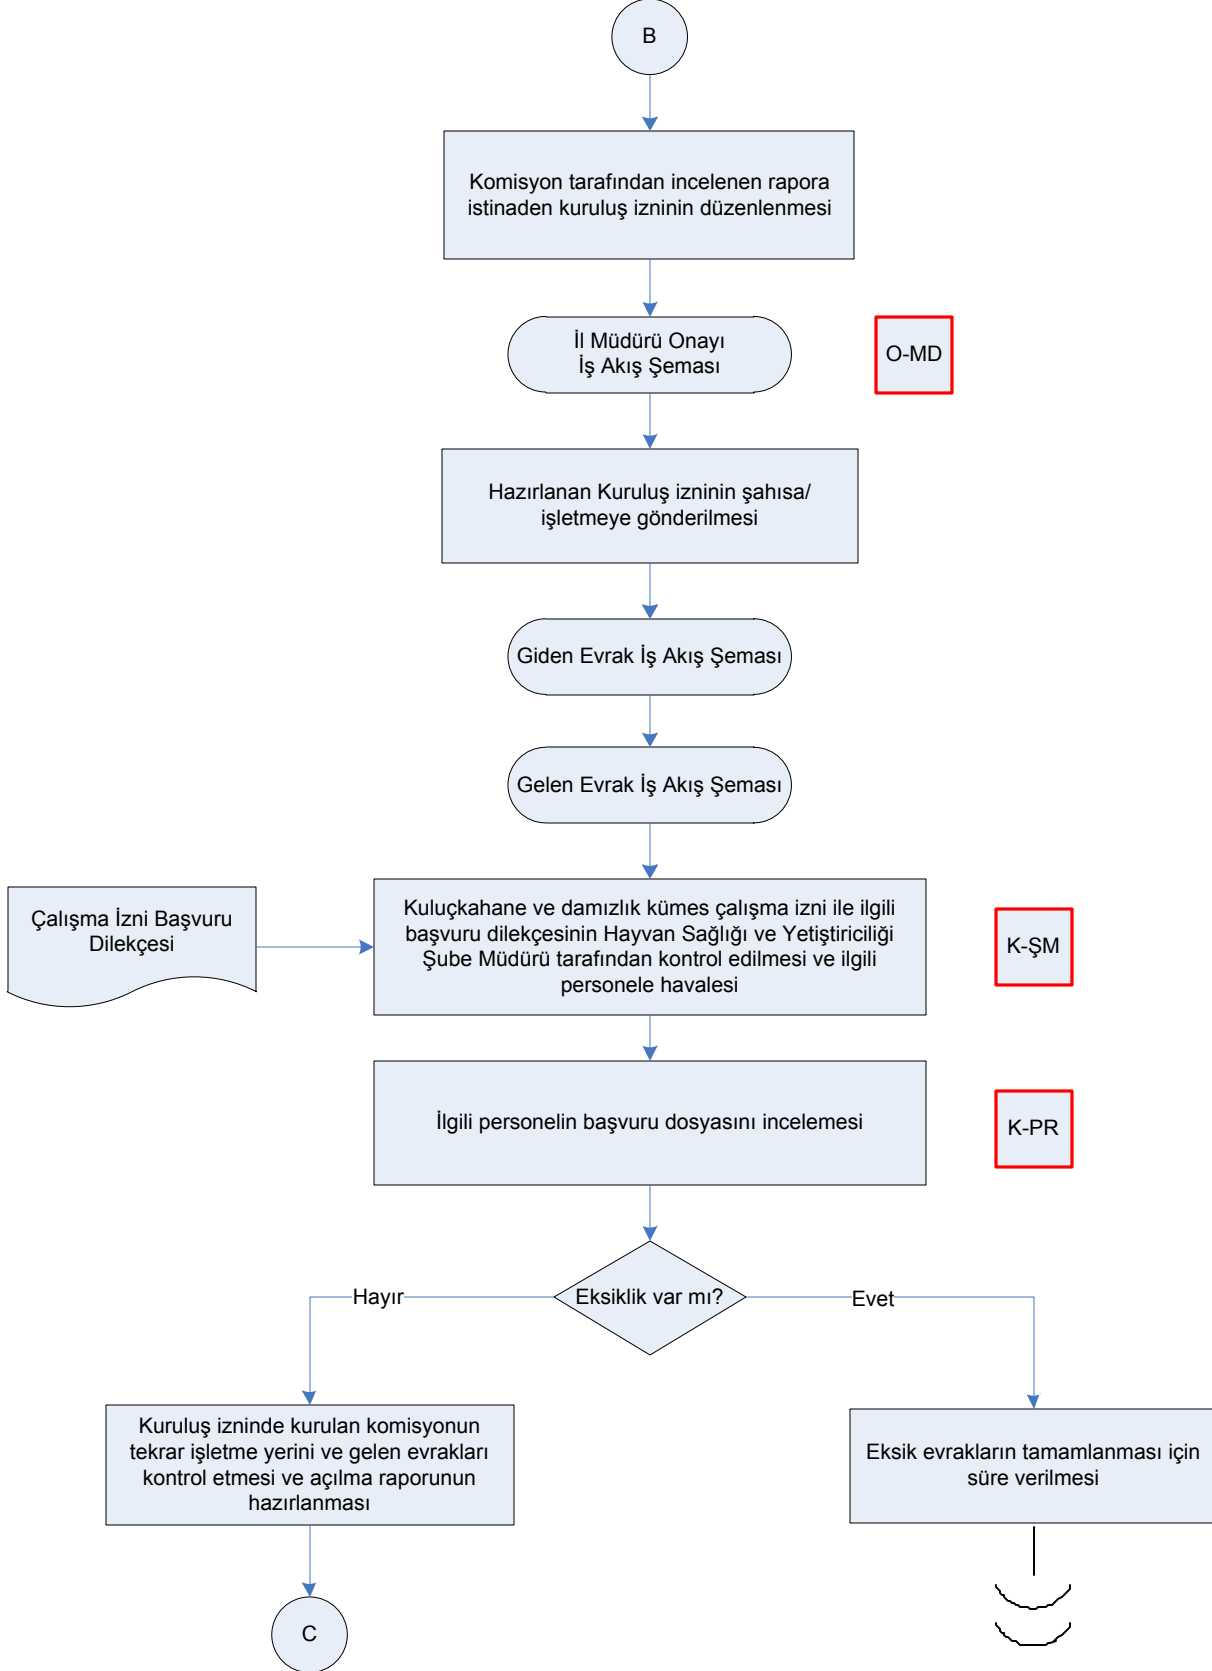 B
Komisyon tarafından incelenen rapora
istinaden kuruluş izninin düzenlenmesi
İl Müdürü Onayı
İş Akış Şeması
O-MD
Hazırlanan Kuruluş izninin şahısa/
işletmeye gönderilmesi
Giden Evrak İş Akış Şeması
Gelen Evrak İş Akış Şeması
Çalışma İzni Başvuru
Dilekçesi
Kuluçkahane ve damızlık kümes çalışma izni ile ilgili
başvuru dilekçesinin Hayvan Sağlığı ve Yetiştiriciliği
Şube Müdürü tarafından kontrol edilmesi ve ilgili
personele havalesi
K-ŞM
İlgili personelin başvuru dosyasını incelemesi
K-PR
Eksiklik var mı?
Hayır
Evet
Kuruluş izninde kurulan komisyonun
tekrar işletme yerini ve gelen evrakları
kontrol etmesi ve açılma raporunun
hazırlanması
Eksik evrakların tamamlanması için
süre verilmesi
C